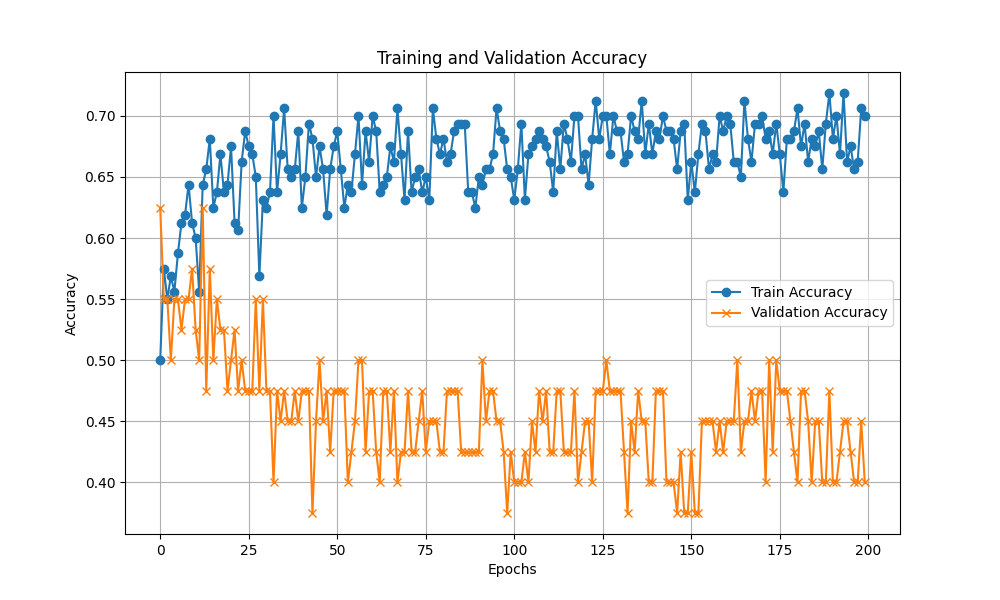 Training and Validation Accuracy
Accuracy
0.70
0.65
0.60
0.55
0.50
0.45
0.40
Train Accuracy
Validation Accuracy
0 25 50 75 100 125 150 175 200
Epochs